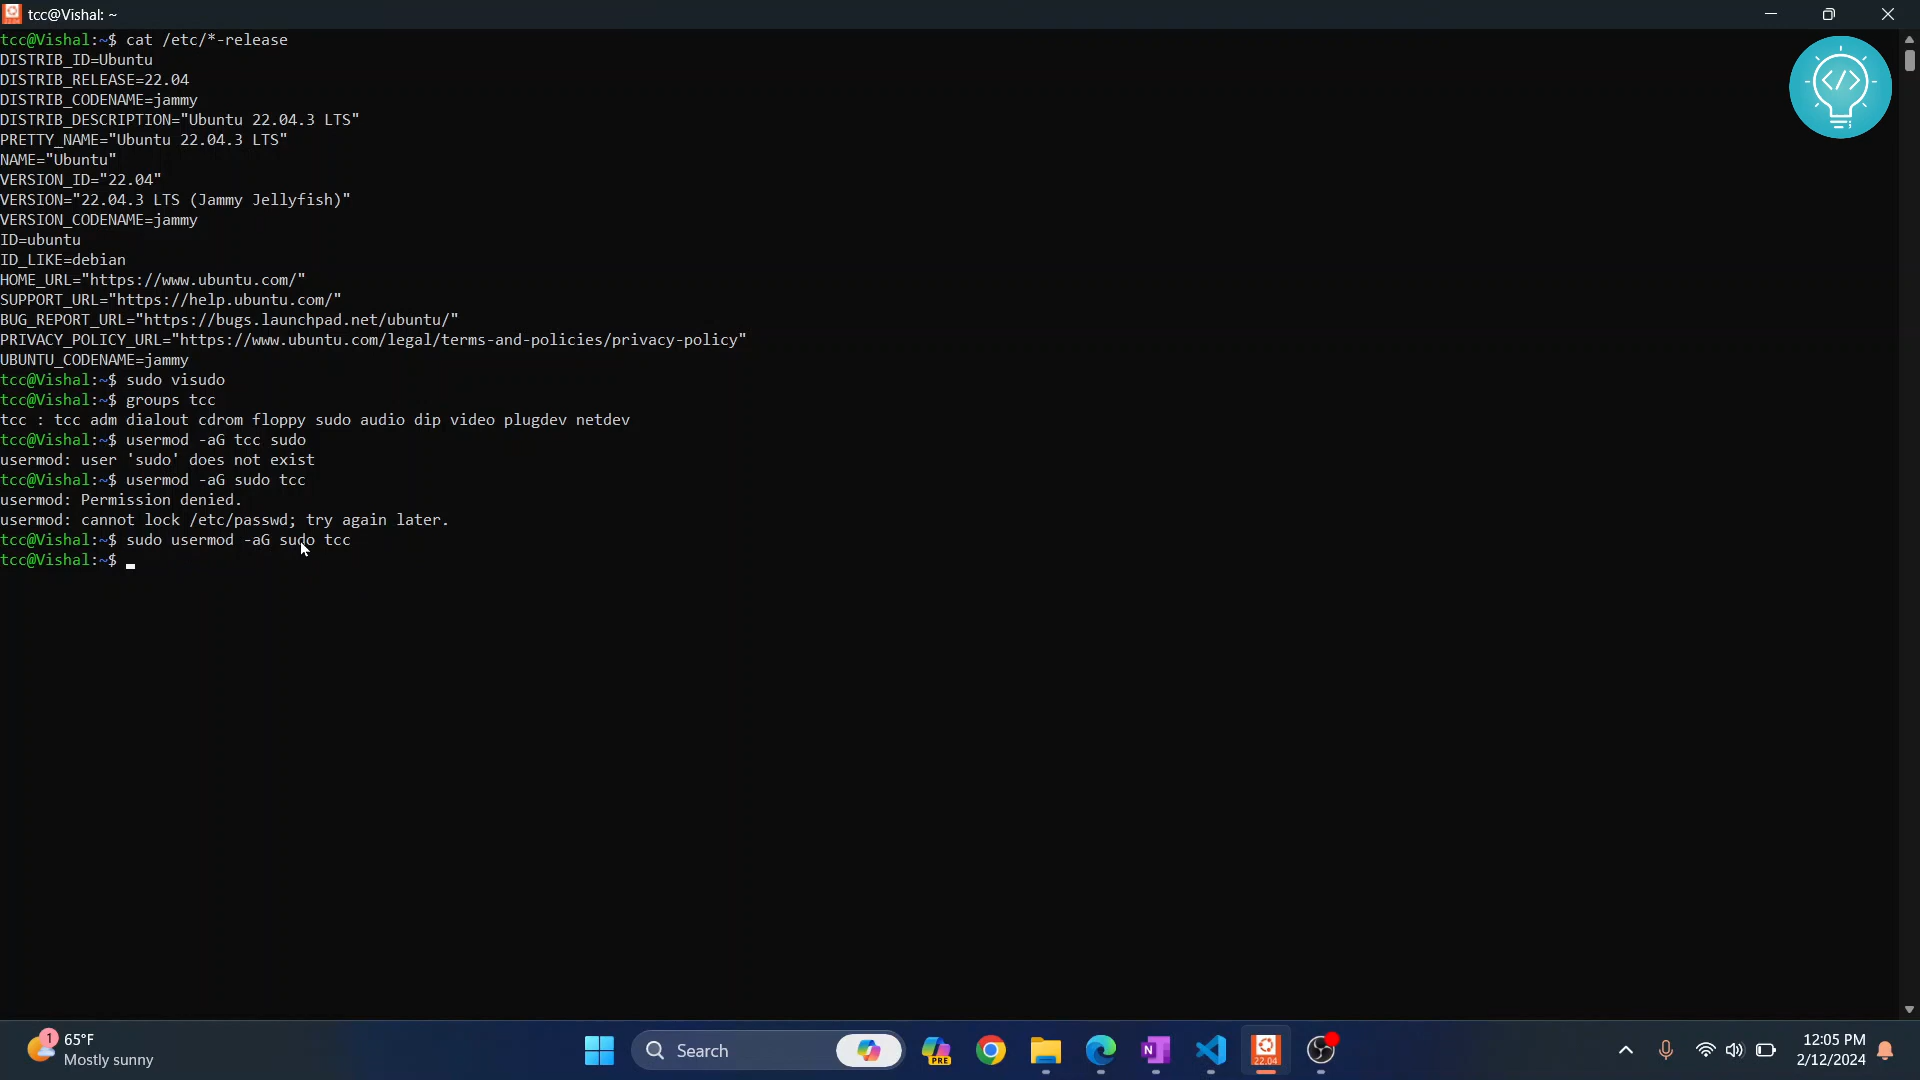 tcc@Vishal: ~
tcc@Vishal:~$ cat /etc/*-release
DISTRIB_ID=Ubuntu
DISTRIB_RELEASE=22.04
DISTRIB_CODENAME=jammy
DISTRIB_DESCRIPTION="Ubuntu 22.04.3 LTS"
PRETTY_NAME="Ubuntu 22.04.3 LTS"
NAME="Ubuntu"
VERSION_ID="22.04"
VERSION="22.04.3 LTS (Jammy Jellyfish)"
VERSION_CODENAME=jammy
ID=ubuntu
ID_LIKE=debian
HOME_URL="https://www.ubuntu.com/"
SUPPORT_URL="https://help.ubuntu.com/"
BUG_REPORT_URL="https://bugs.launchpad.net/ubuntu/"
PRIVACY_POLICY_URL="https://www.ubuntu.com/legal/terms-and-policies/privacy-policy"
UBUNTU_CODENAME=jammy
tcc@Vishal:~$ sudo visudo
tcc@Vishal:~$ groups tcc
tcc : tcc adm dialout cdrom floppy sudo audio dip video plugdev netdev
tcc@Vishal:~$ usermod -aG tcc sudo
usermod: user 'sudo' does not exist
tcc@Vishal:~$ usermod -aG sudo tcc
usermod: Permission denied.
usermod: cannot lock /etc/passwd; try again later.
tcc@Vishal:~$ sudo usermod -aG sudo tcc
tcc@Vishal:~$
</>
1
65°F
Mostly sunny
Search
PRE
N
22.04
12:05 PM
2/12/2024